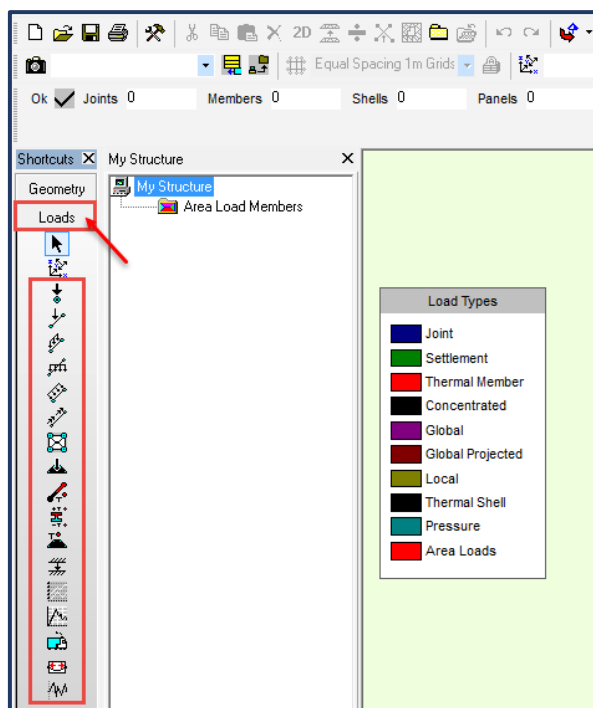 2D
Equal Spacing 1m Grids
Ok Joints 0 Members 0 Shells 0 Panels 0
Shortcuts My Structure
Geometry
Loads
My Structure
Area Load Members
Load Types
Joint
Settlement
Thermal Member
Concentrated
Global
Global Projected
Local
Thermal Shell
Pressure
Area Loads